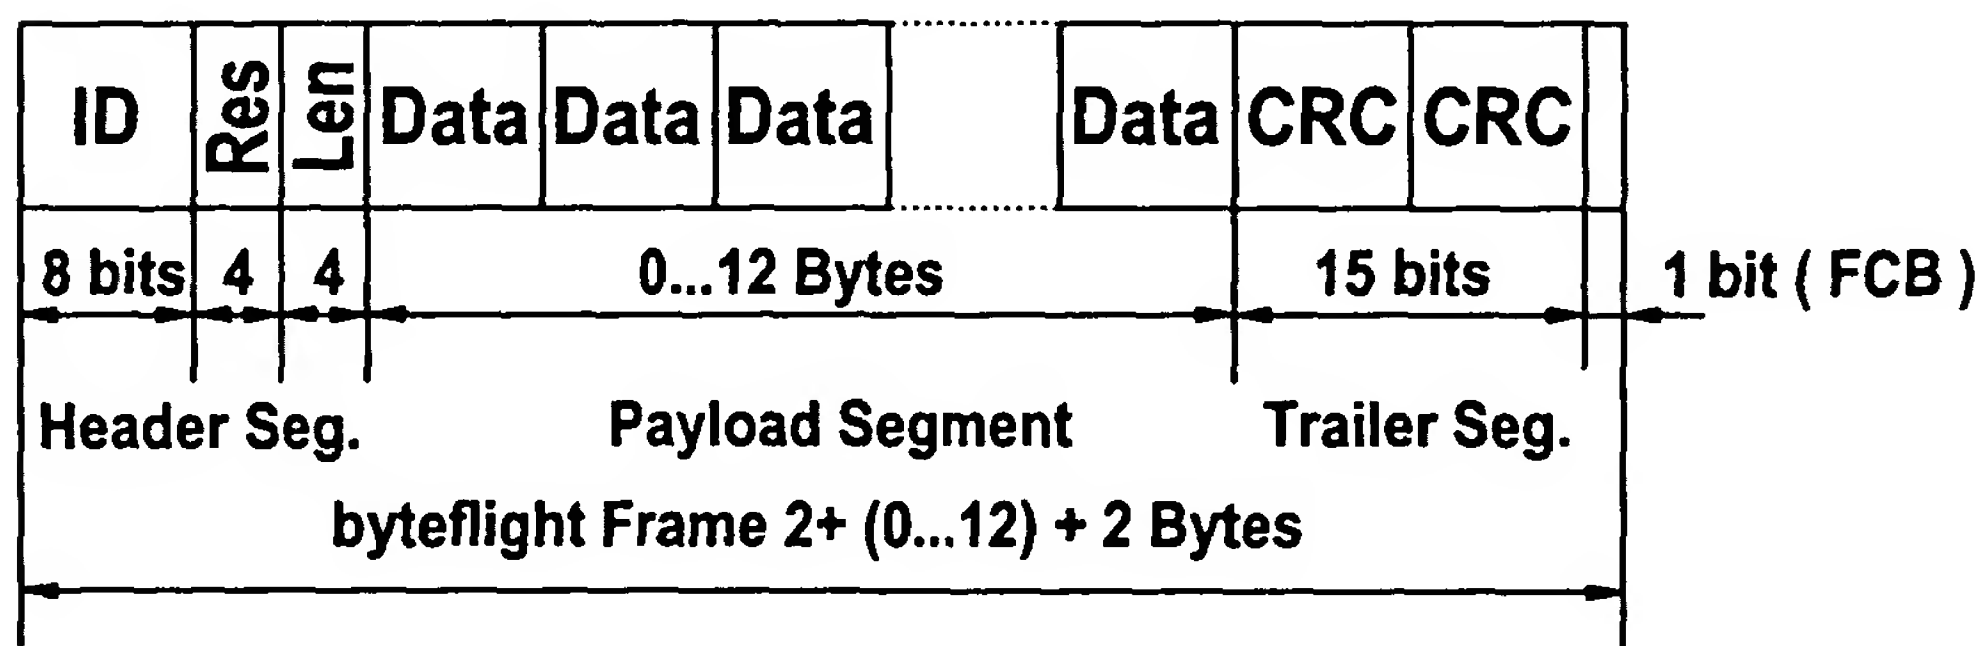 ID Res Len Data Data Data Data CRC CRC
8 bits 4 4 0...12 Bytes 15 bits 1 bit ( FCB )
Header Seg. Payload Segment Trailer Seg.
byteflight Frame 2+ (0...12) + 2 Bytes